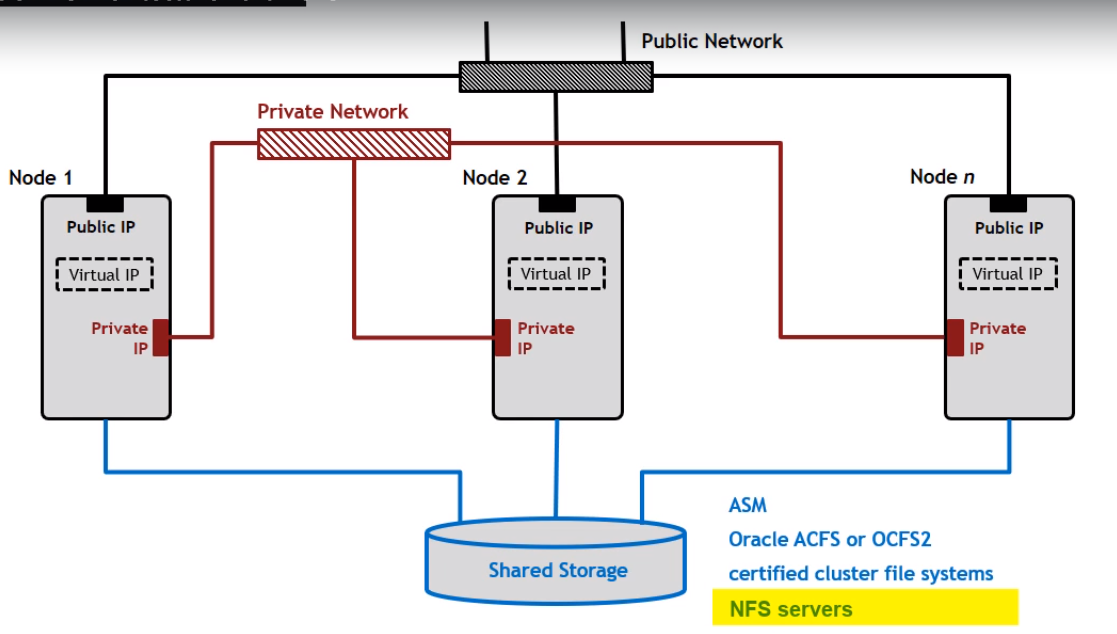 Public Network
Private Network
Node 1
Node 2
Node n
Public IP
Public IP
Public IP
Virtual IP
Virtual IP
Virtual IP
Private
IP
Private
IP
Private
IP
ASM
Oracle ACFS or OCFS2
Shared Storage
certified cluster file systems
NFS servers